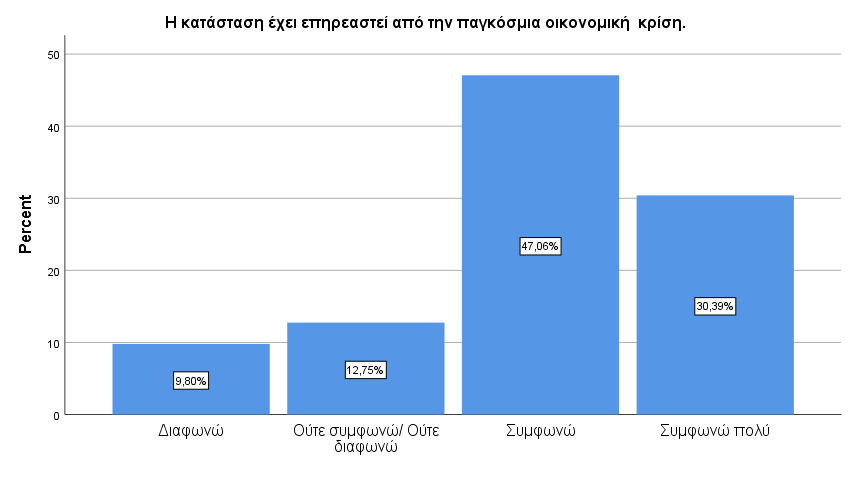 Η κατάσταση έχει επηρεαστεί από την παγκόσμια οικονομική κρίση.
Percent
50
40
30
20
10
0
9,80%
12,75%
47,06%
30,39%
Διαφωνώ
Ούτε συμφωνώ/ Ούτε
διαφωνώ
Συμφωνώ
Συμφωνώ πολύ